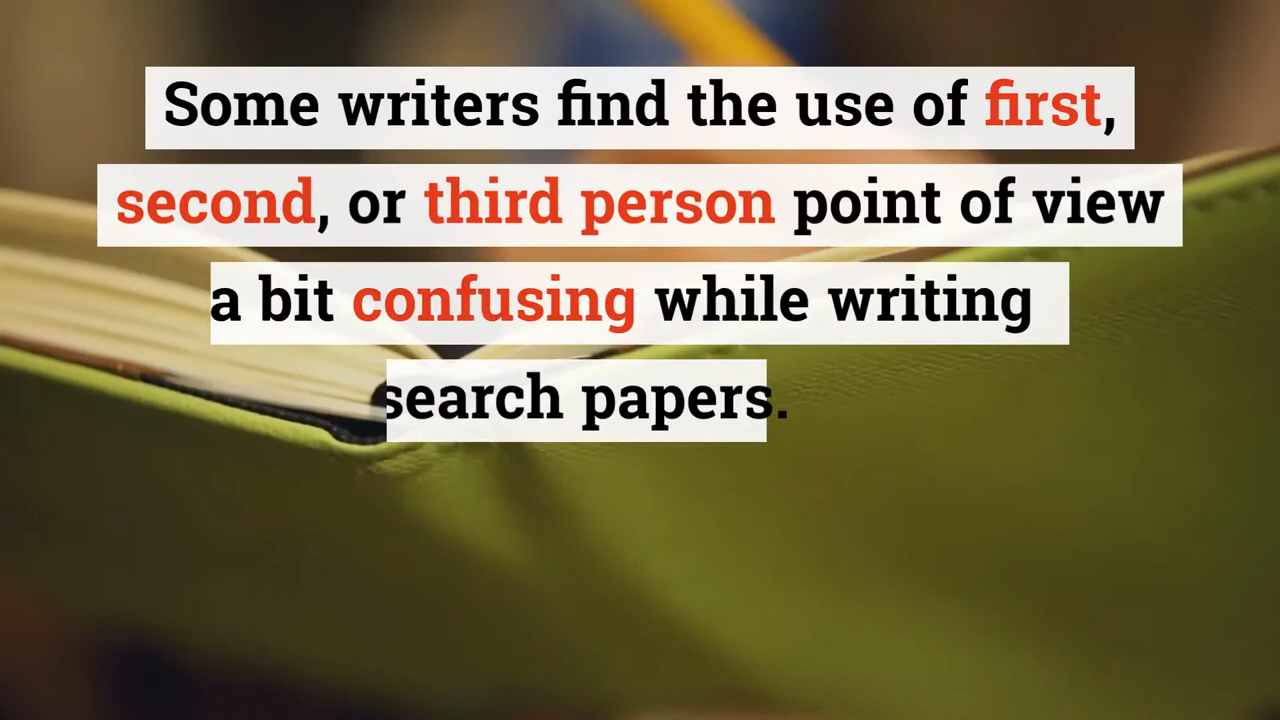 Some writers find the use of first,
second, or third person point of view
a bit confusing while writing
search papers.